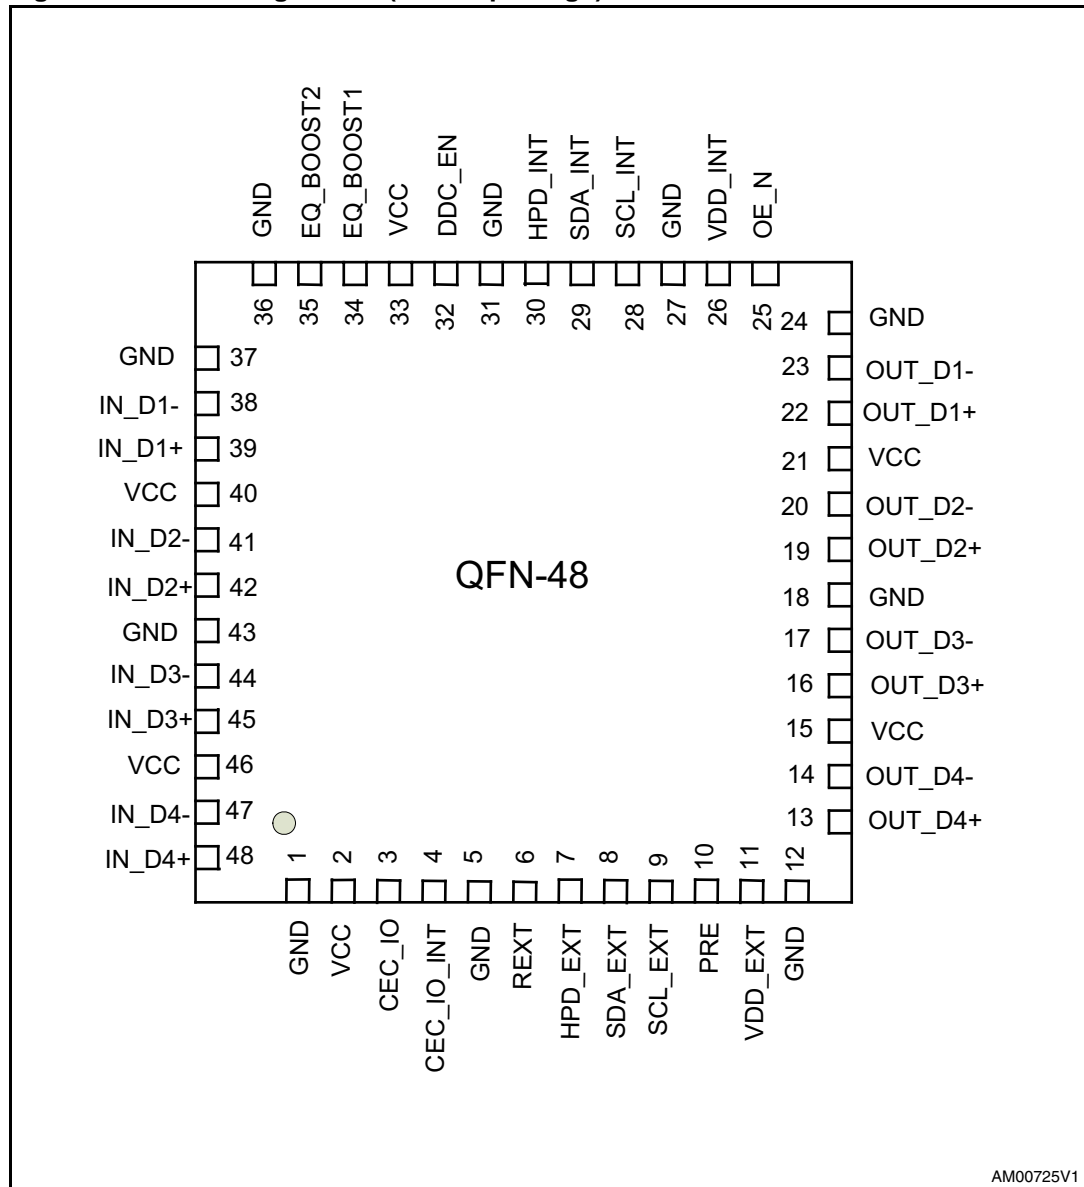 GND
EQ_BOOST2
EQ_BOOST1
VCC
DDC_EN
GND
HPD_INT
SDA_INT
SCL_INT
GND
VDD_INT
OE_N
36
35
34
33
32
31
30
29
28
27
26
25
24 GND
23 OUT_D1-
22 OUT_D1+
21 VCC
20 OUT_D2-
19 OUT_D2+
18 GND
17 OUT_D3-
16 OUT_D3+
15 VCC
14 OUT_D4-
13 OUT_D4+
GND 37
IN_D1- 38
IN_D1+ 39
VCC 40
IN_D2- 41
IN_D2+ 42
GND 43
IN_D3- 44
IN_D3+ 45
VCC 46
IN_D4- 47
IN_D4+ 48
QFN-48
1
2
3
4
5
6
7
8
9
10
11
12
GND
VCC
CEC_IO
CEC_IO_INT
GND
REXT
HPD_EXT
SDA_EXT
SCL_EXT
PRE
VDD_EXT
GND
AM00725V1